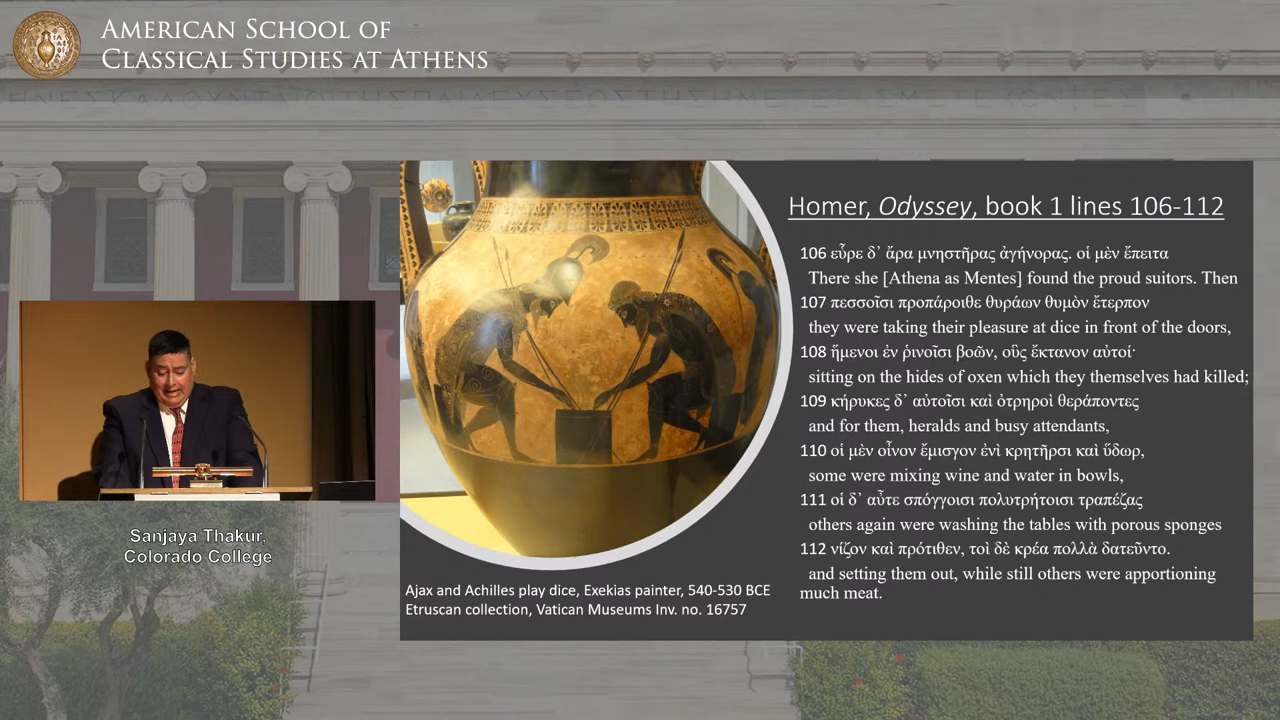 AMERICAN SCHOOL OF
CLASSICAL STUDIES AT ATHENS
Homer, Odyssey, book 1 lines 106-112
106 εὗρε δ᾽ ἄρα μνηστῆρας ἀγήνορας. οἱ μὲν ἔπειτα
There she [Athena as Mentes] found the proud suitors. Then
107 πεσσοῖσι προπάροιθε θυράων θυμὸν ἔτερπον
they were taking their pleasure at dice in front of the doors,
108 ἥμενοι ἐν ῥινοῖσι βοῶν, οὓς ἔκτανον αὐτοί·
sitting on the hides of oxen which they themselves had killed;
109 κήρυκες δ᾽ αὐτοῖσι καὶ ὀτρηροὶ θεράποντες
and for them, heralds and busy attendants,
110 οἱ μὲν οἶνον ἔμισγον ἐνὶ κρητῆρσι καὶ ὕδωρ,
some were mixing wine and water in bowls,
111 οἱ δ᾽ αὖτε σπόγγοισι πολυτρήτοισι τραπέζας
others again were washing the tables with porous sponges
112 νίζον καὶ πρότιθεν, τοὶ δὲ κρέα πολλὰ δατεῦντο.
and setting them out, while still others were apportioning
much meat.
Sanjaya Thakur,
Colorado College
Ajax and Achilles play dice, Exekias painter, 540-530 BCE
Etruscan collection, Vatican Museums Inv. no. 16757